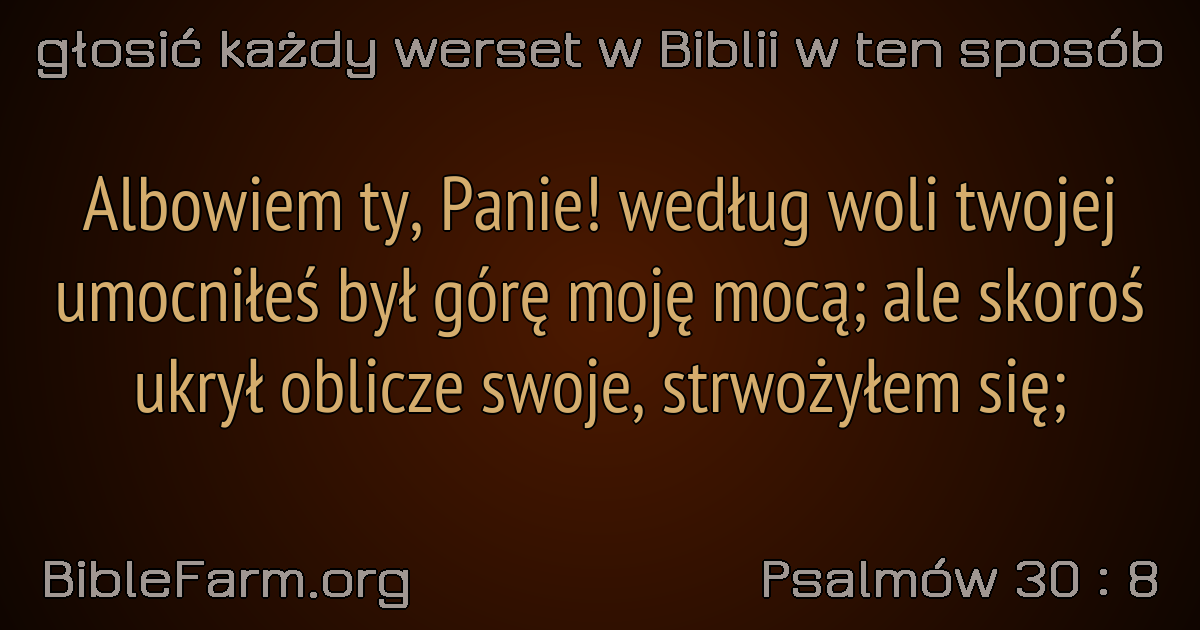 głosić każdy werset w Biblii w ten sposób
Albowiem ty, Panie! według woli twojej
umocniłeś był górę moję mocą; ale skoroś
ukrył oblicze swoje, strwożyłem się;
BibleFarm.org
Psalmów 30 : 8